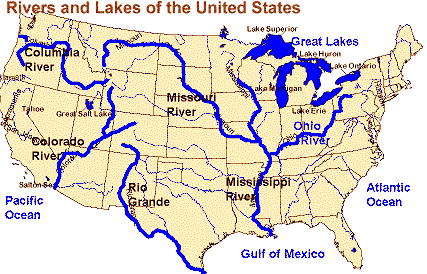 Rivers and Lakes of the United States
Lake Superior
Great Lakes
Columbia
River
Missouri
Lake Huron
Lake Ontario
Klamath
Mississippi
Lake Michigan
Missouri
River
Tahoe
Great Salt Lake
Lake Erie
Ohio
River
Colorado
River
Salton Sea
Rio
Grande
Mississippi
River
Pacific
Ocean
Atlantic
Ocean
Gulf of Mexico